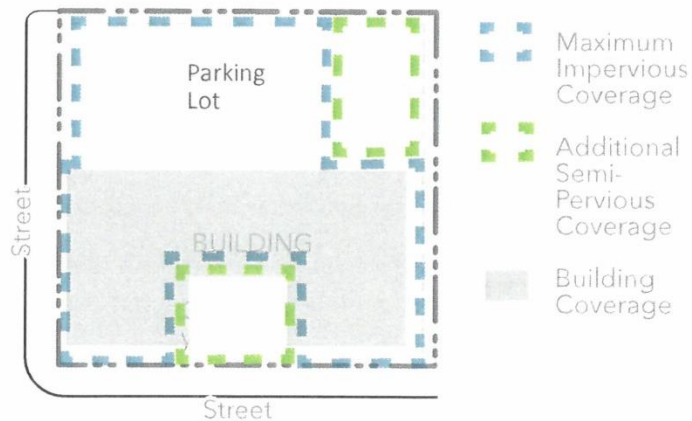 Parking
Lot
BUILDING
Street
Street
Maximum
Impervious
Coverage
Additional
Semi-
Pervious
Coverage
Building
Coverage